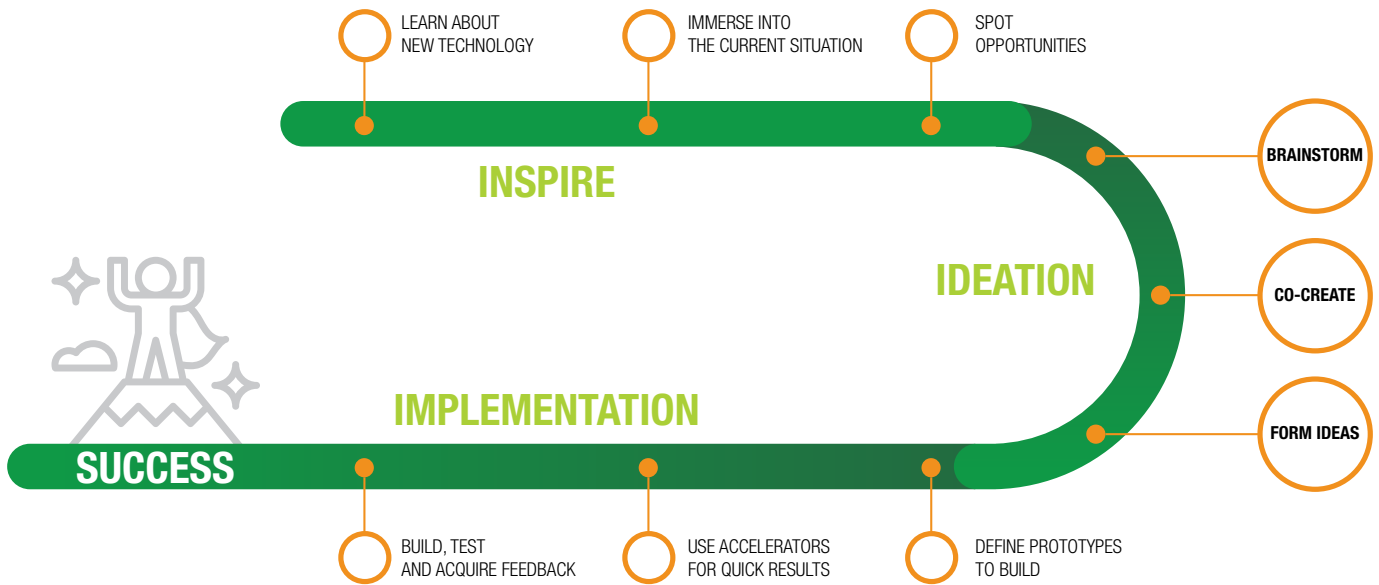 LEARN ABOUT
NEW TECHNOLOGY
IMMERSE INTO
THE CURRENT SITUATION
SPOT
OPPORTUNITIES
INSPIRE
BRAINSTORM
IDEATION
CO-CREATE
FORM IDEAS
IMPLEMENTATION
SUCCESS
BUILD, TEST
AND ACQUIRE FEEDBACK
USE ACCELERATORS
FOR QUICK RESULTS
DEFINE PROTOTYPES
TO BUILD